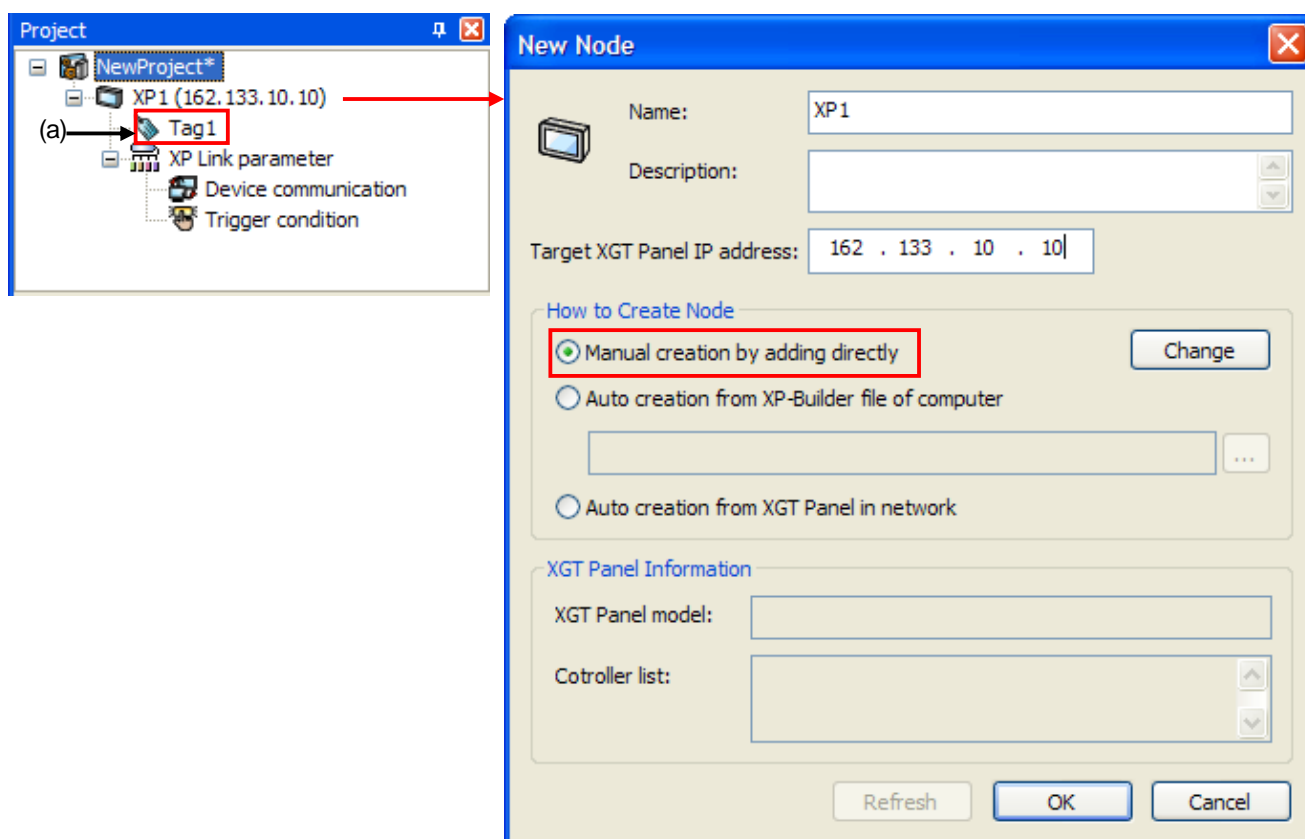 Project
NewProject*
XP1 (162.133.10.10)
(a)
Tag1
XP Link parameter
Device communication
Trigger condition
New Node
Name:
XP1
Description:
Target XGT Panel IP address:
162 . 133 . 10 . 10
How to Create Node
Manual creation by adding directly
Change
Auto creation from XP-Builder file of computer
...
Auto creation from XGT Panel in network
XGT Panel Information
XGT Panel model:
Cotroller list:
Refresh
OK
Cancel